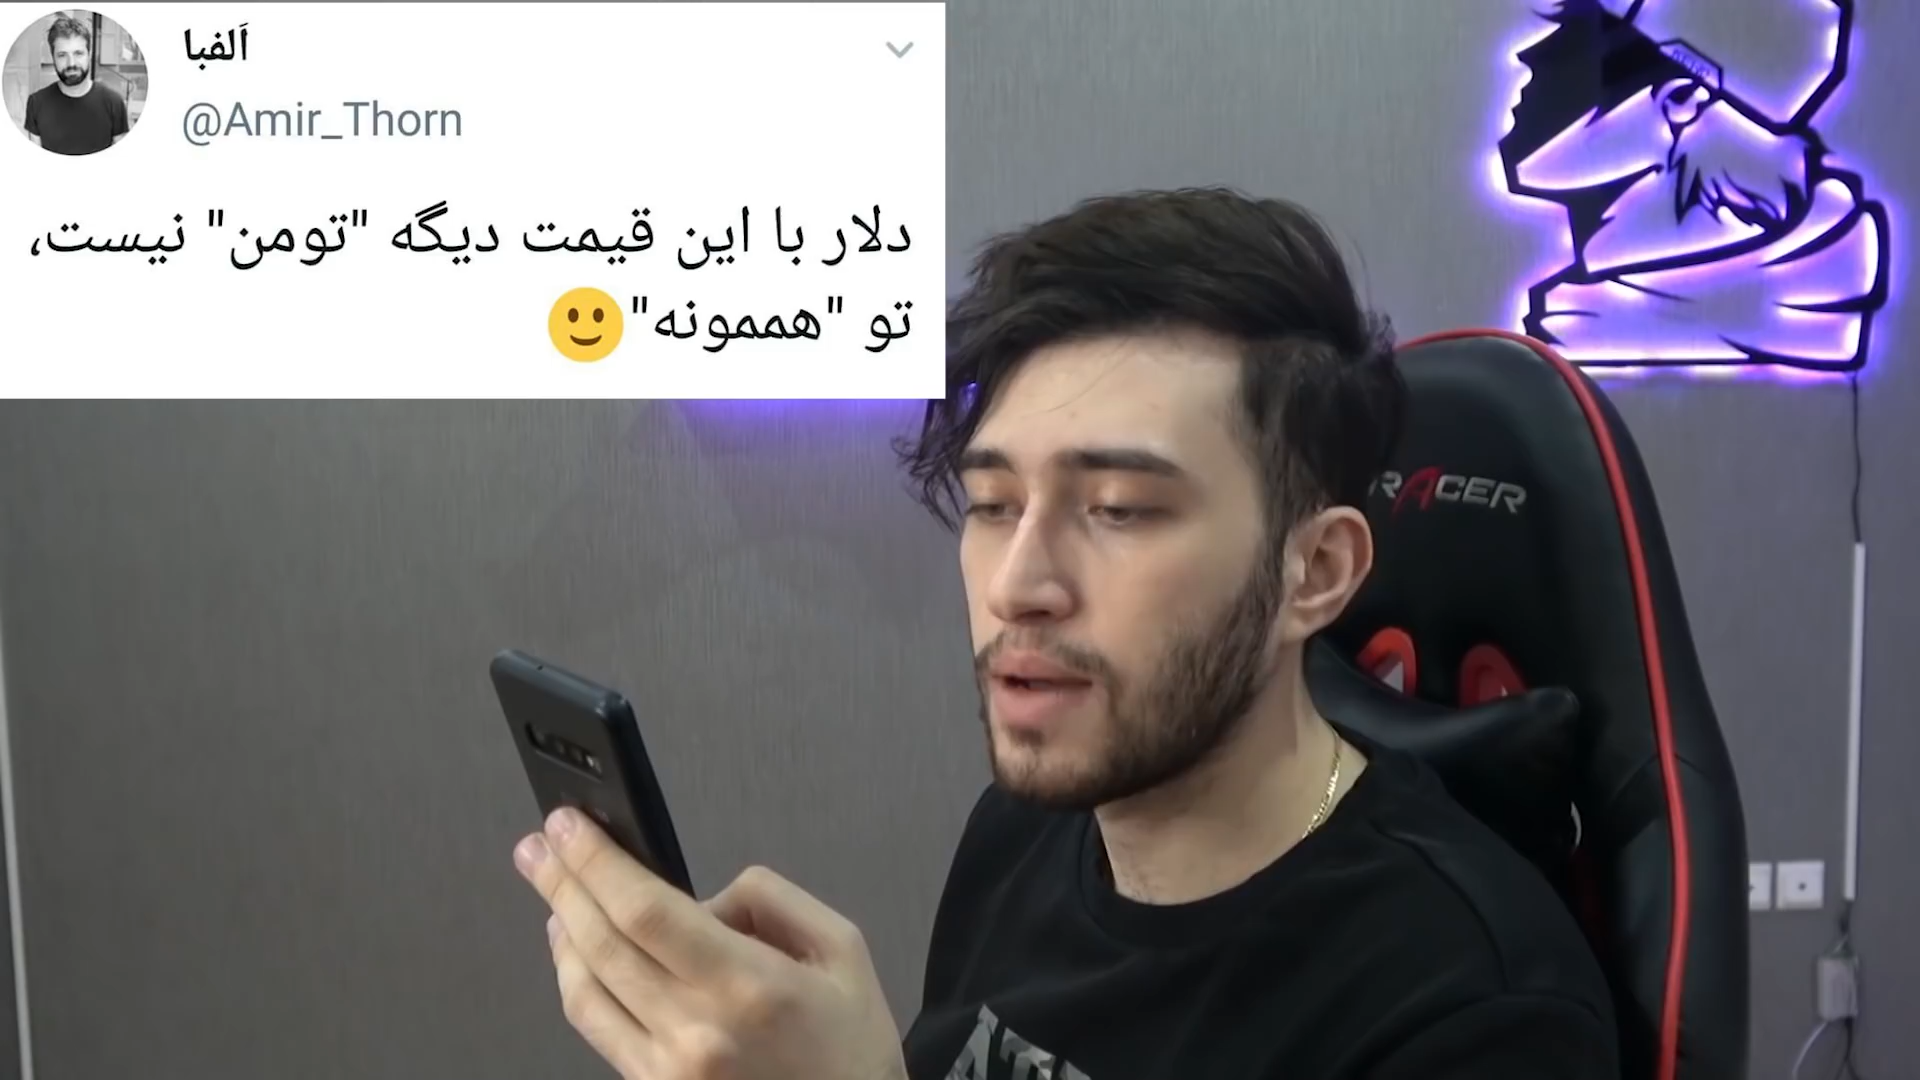 اَلفبا
@Amir_Thorn
دلار با این قیمت دیگه "تومن" نیست،
تو "هممونه"🙂
RACER